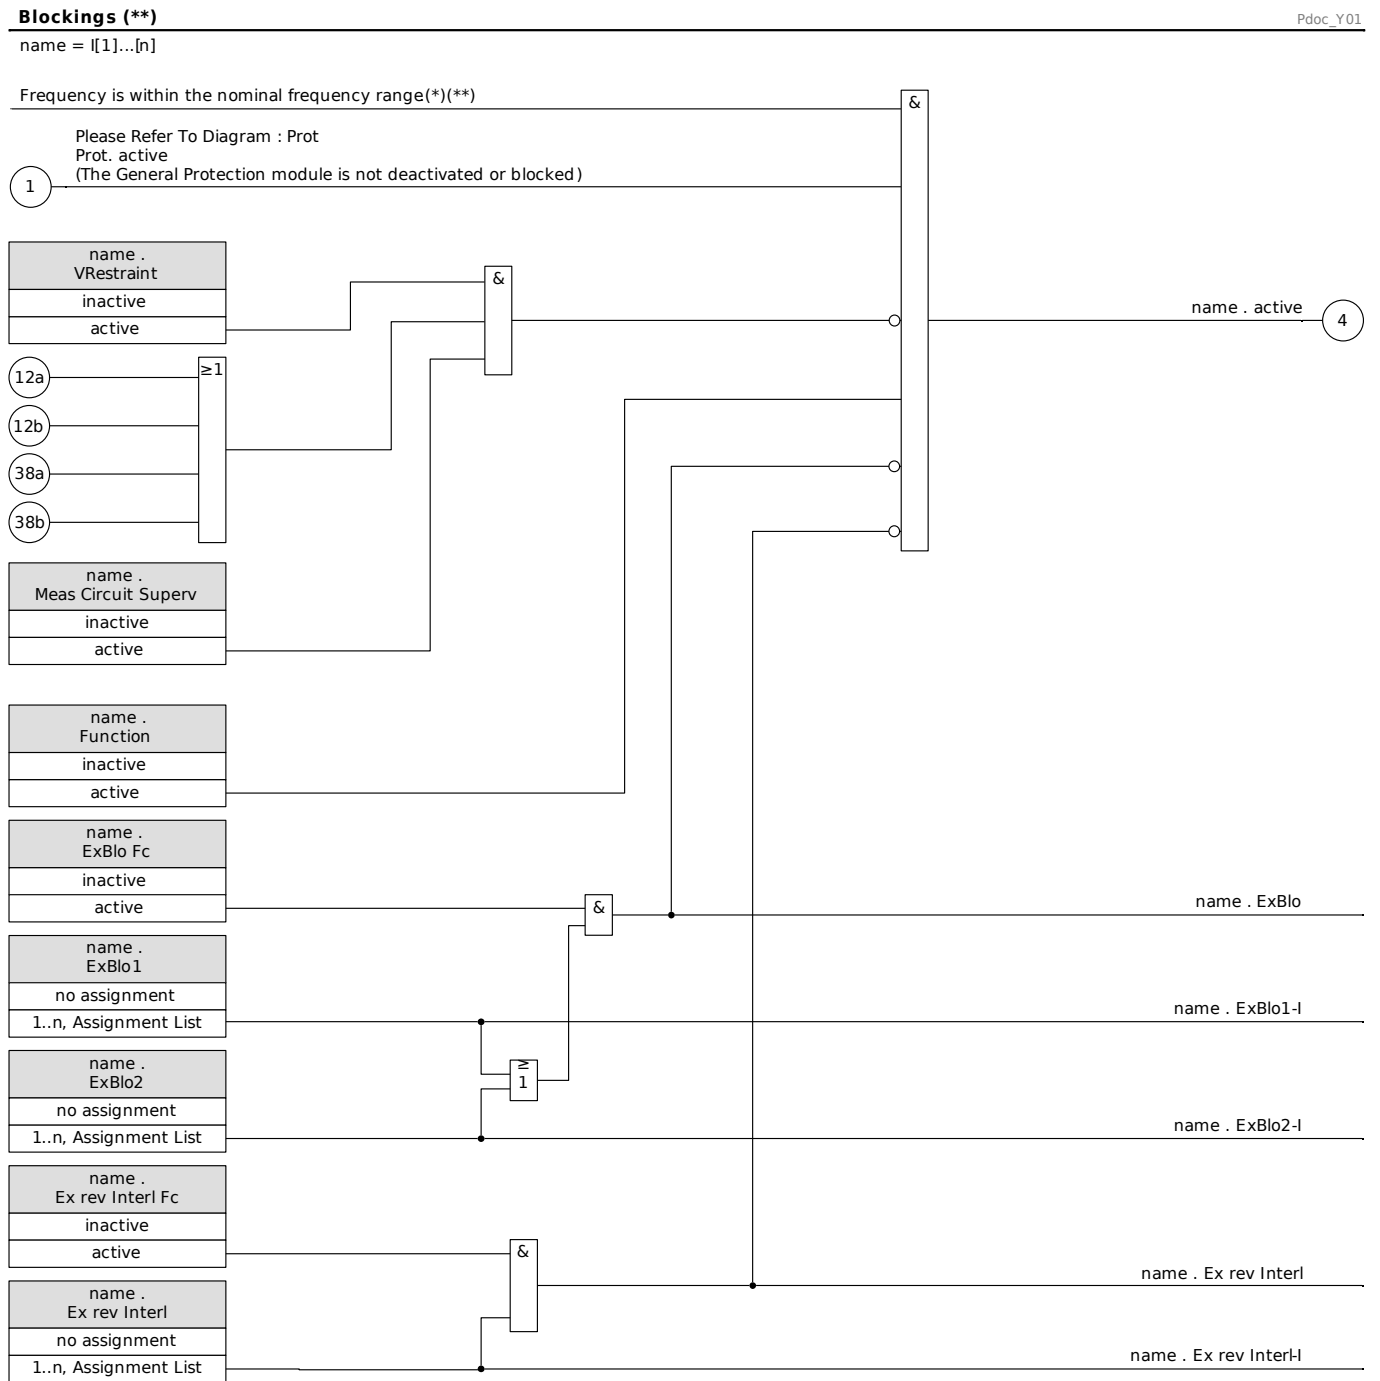 Blockings (**)
Pdoc_Y01
name = I[1]...[n]
Frequency is within the nominal frequency range(*)(**)
&
Please Refer To Diagram : Prot
Prot. active
(The General Protection module is not deactivated or blocked)
1
name .
VRestraint
inactive
active
&
name . active
4
12a
≥1
12b
38a
38b
name .
Meas Circuit Superv
inactive
active
name .
Function
inactive
active
name .
ExBlo Fc
inactive
active
&
name . ExBlo
name .
ExBlo1
no assignment
1..n, Assignment List
name . ExBlo1-I
≥
1
name .
ExBlo2
no assignment
1..n, Assignment List
name . ExBlo2-I
name .
Ex rev Interl Fc
inactive
active
&
name . Ex rev Interl
name .
Ex rev Interl
no assignment
1..n, Assignment List
name . Ex rev Interl-I